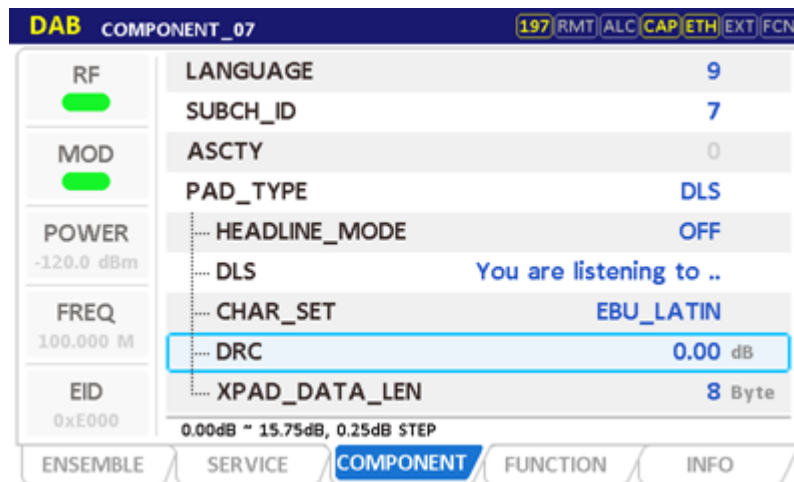 DAB COMPONENT_07 197 RMT ALC CAP ETH EXT FCN
RF
MOD
POWER
-120.0 dBm
FREQ
100.000 M
EID
0xE000
LANGUAGE 9
SUBCH_ID 7
ASCTY 0
PAD_TYPE DLS
HEADLINE_MODE OFF
DLS You are listening to ..
CHAR_SET EBU_LATIN
DRC 0.00 dB
XPAD_DATA_LEN 8 Byte
0.00dB ~ 15.75dB, 0.25dB STEP
ENSEMBLE SERVICE COMPONENT FUNCTION INFO